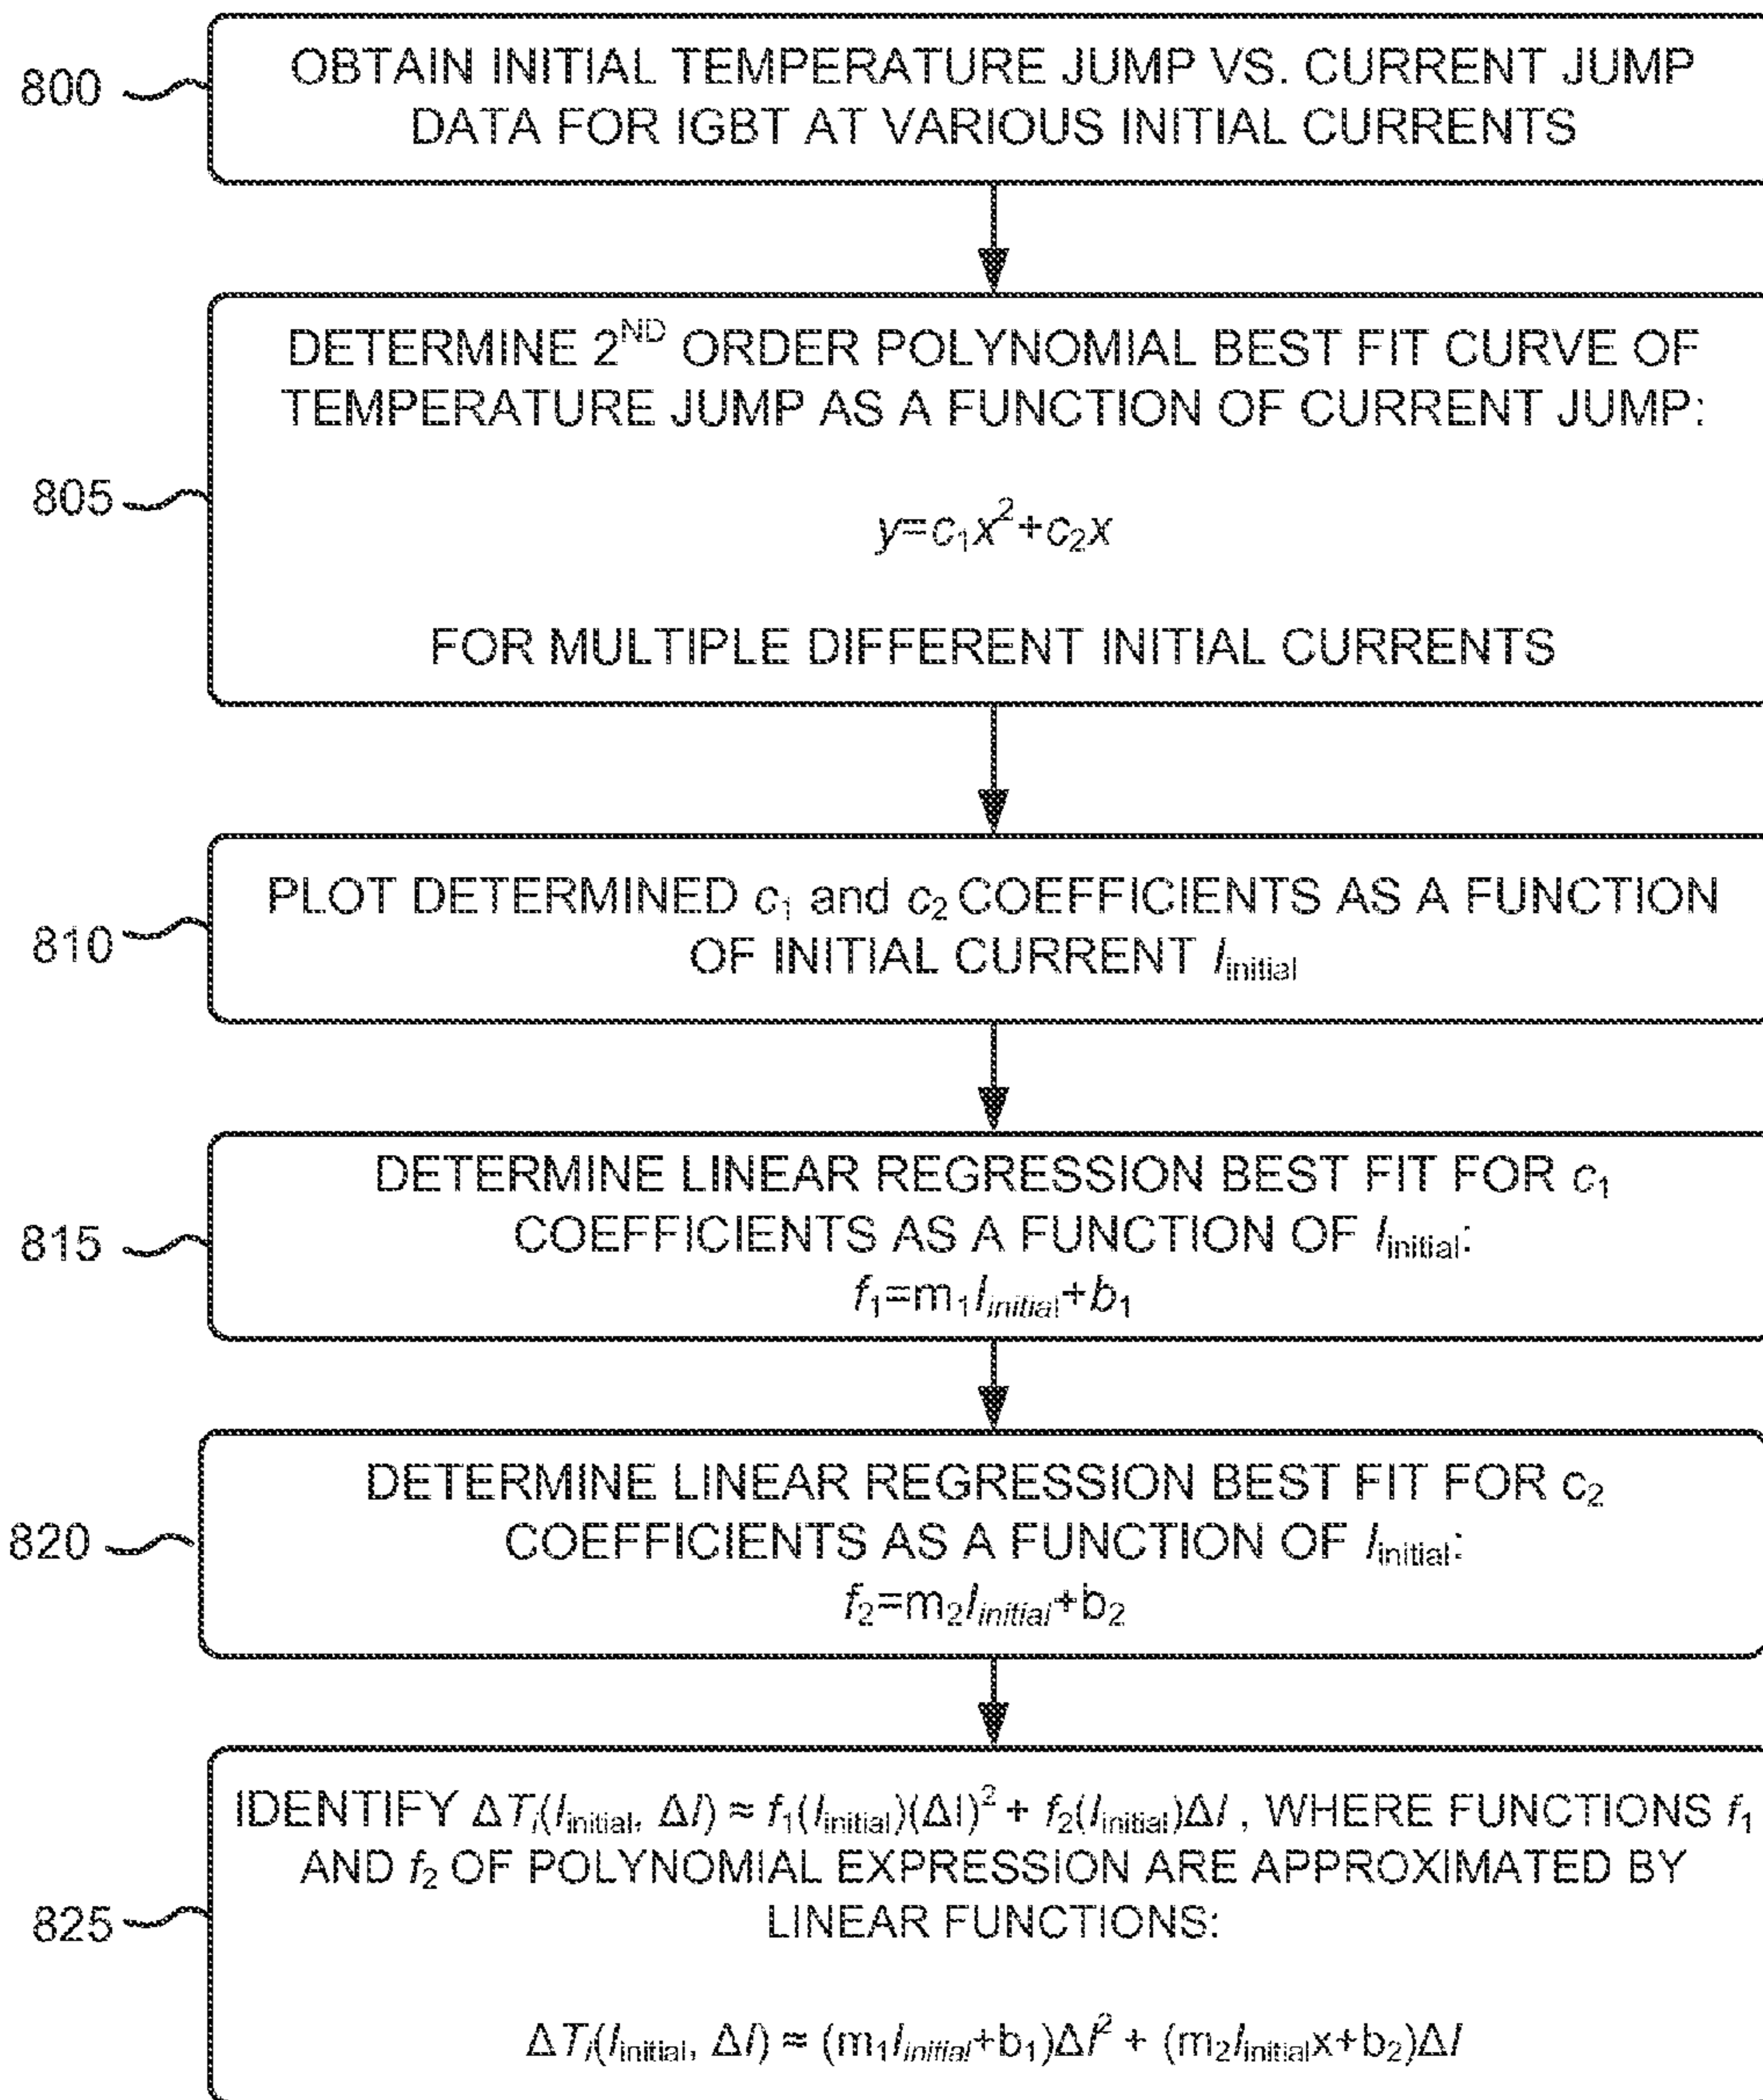 800
OBTAIN INITIAL TEMPERATURE JUMP VS. CURRENT JUMP
DATA FOR IGBT AT VARIOUS INITIAL CURRENTS
805
DETERMINE 2ND ORDER POLYNOMIAL BEST FIT CURVE OF
TEMPERATURE JUMP AS A FUNCTION OF CURRENT JUMP:
y=c₁x²+c₂x
FOR MULTIPLE DIFFERENT INITIAL CURRENTS
810
PLOT DETERMINED c₁ and c₂ COEFFICIENTS AS A FUNCTION
OF INITIAL CURRENT Iinitial
815
DETERMINE LINEAR REGRESSION BEST FIT FOR c₁
COEFFICIENTS AS A FUNCTION OF Iinitial:
f₁=m₁Iinitial+b₁
820
DETERMINE LINEAR REGRESSION BEST FIT FOR c₂
COEFFICIENTS AS A FUNCTION OF Iinitial:
f₂=m₂Iinitial+b₂
825
IDENTIFY ΔTi(Iinitial, ΔI) ≈ f₁(Iinitial)(ΔI)² + f₂(Iinitial)ΔI , WHERE FUNCTIONS f₁
AND f₂ OF POLYNOMIAL EXPRESSION ARE APPROXIMATED BY
LINEAR FUNCTIONS:
ΔTi(Iinitial, ΔI) ≈ (m₁Iinitial+b₁)ΔI² + (m₂Iinitialx+b₂)ΔI